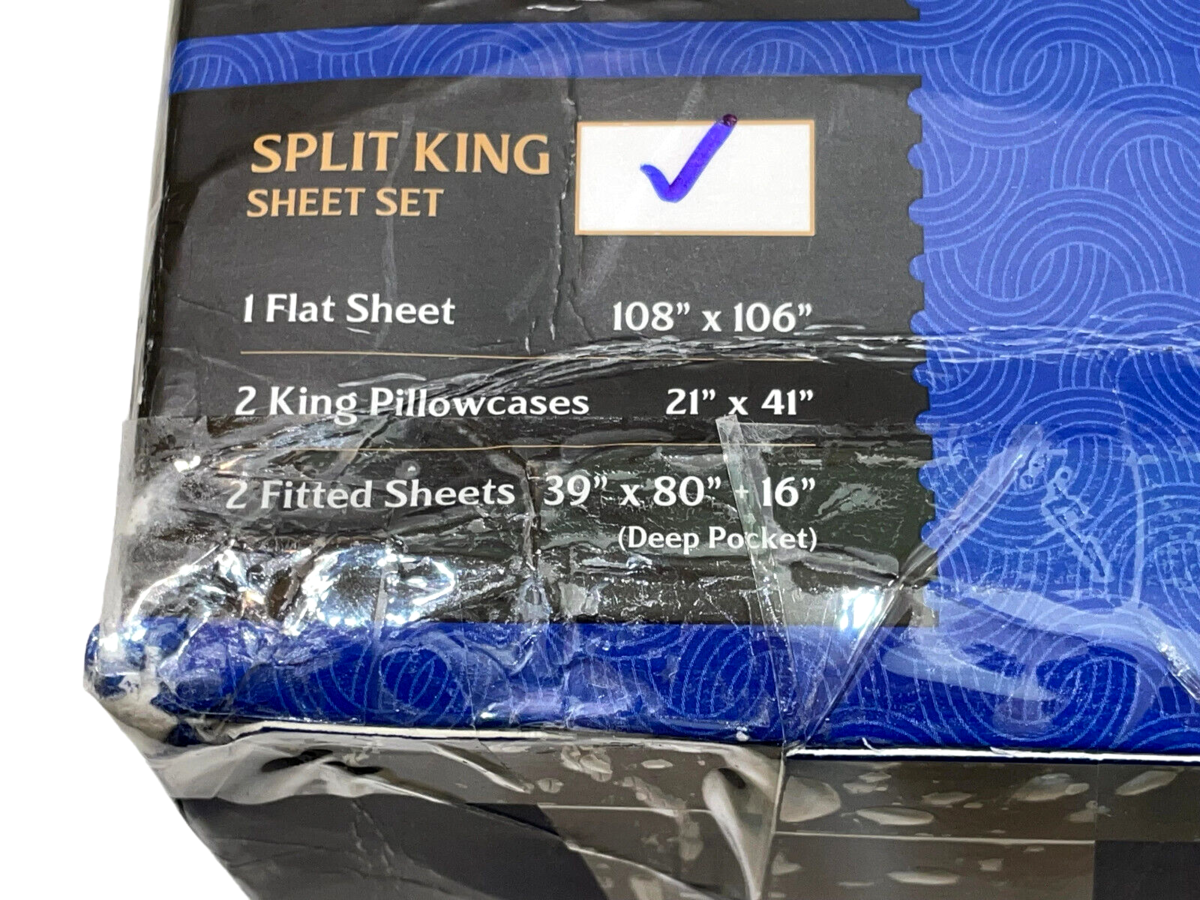 SPLIT KING
SHEET SET
1 Flat Sheet 108” x 106”
2 King Pillowcases 21” x 41”
2 Fitted Sheets 39” x 80” + 16”
(Deep Pocket)